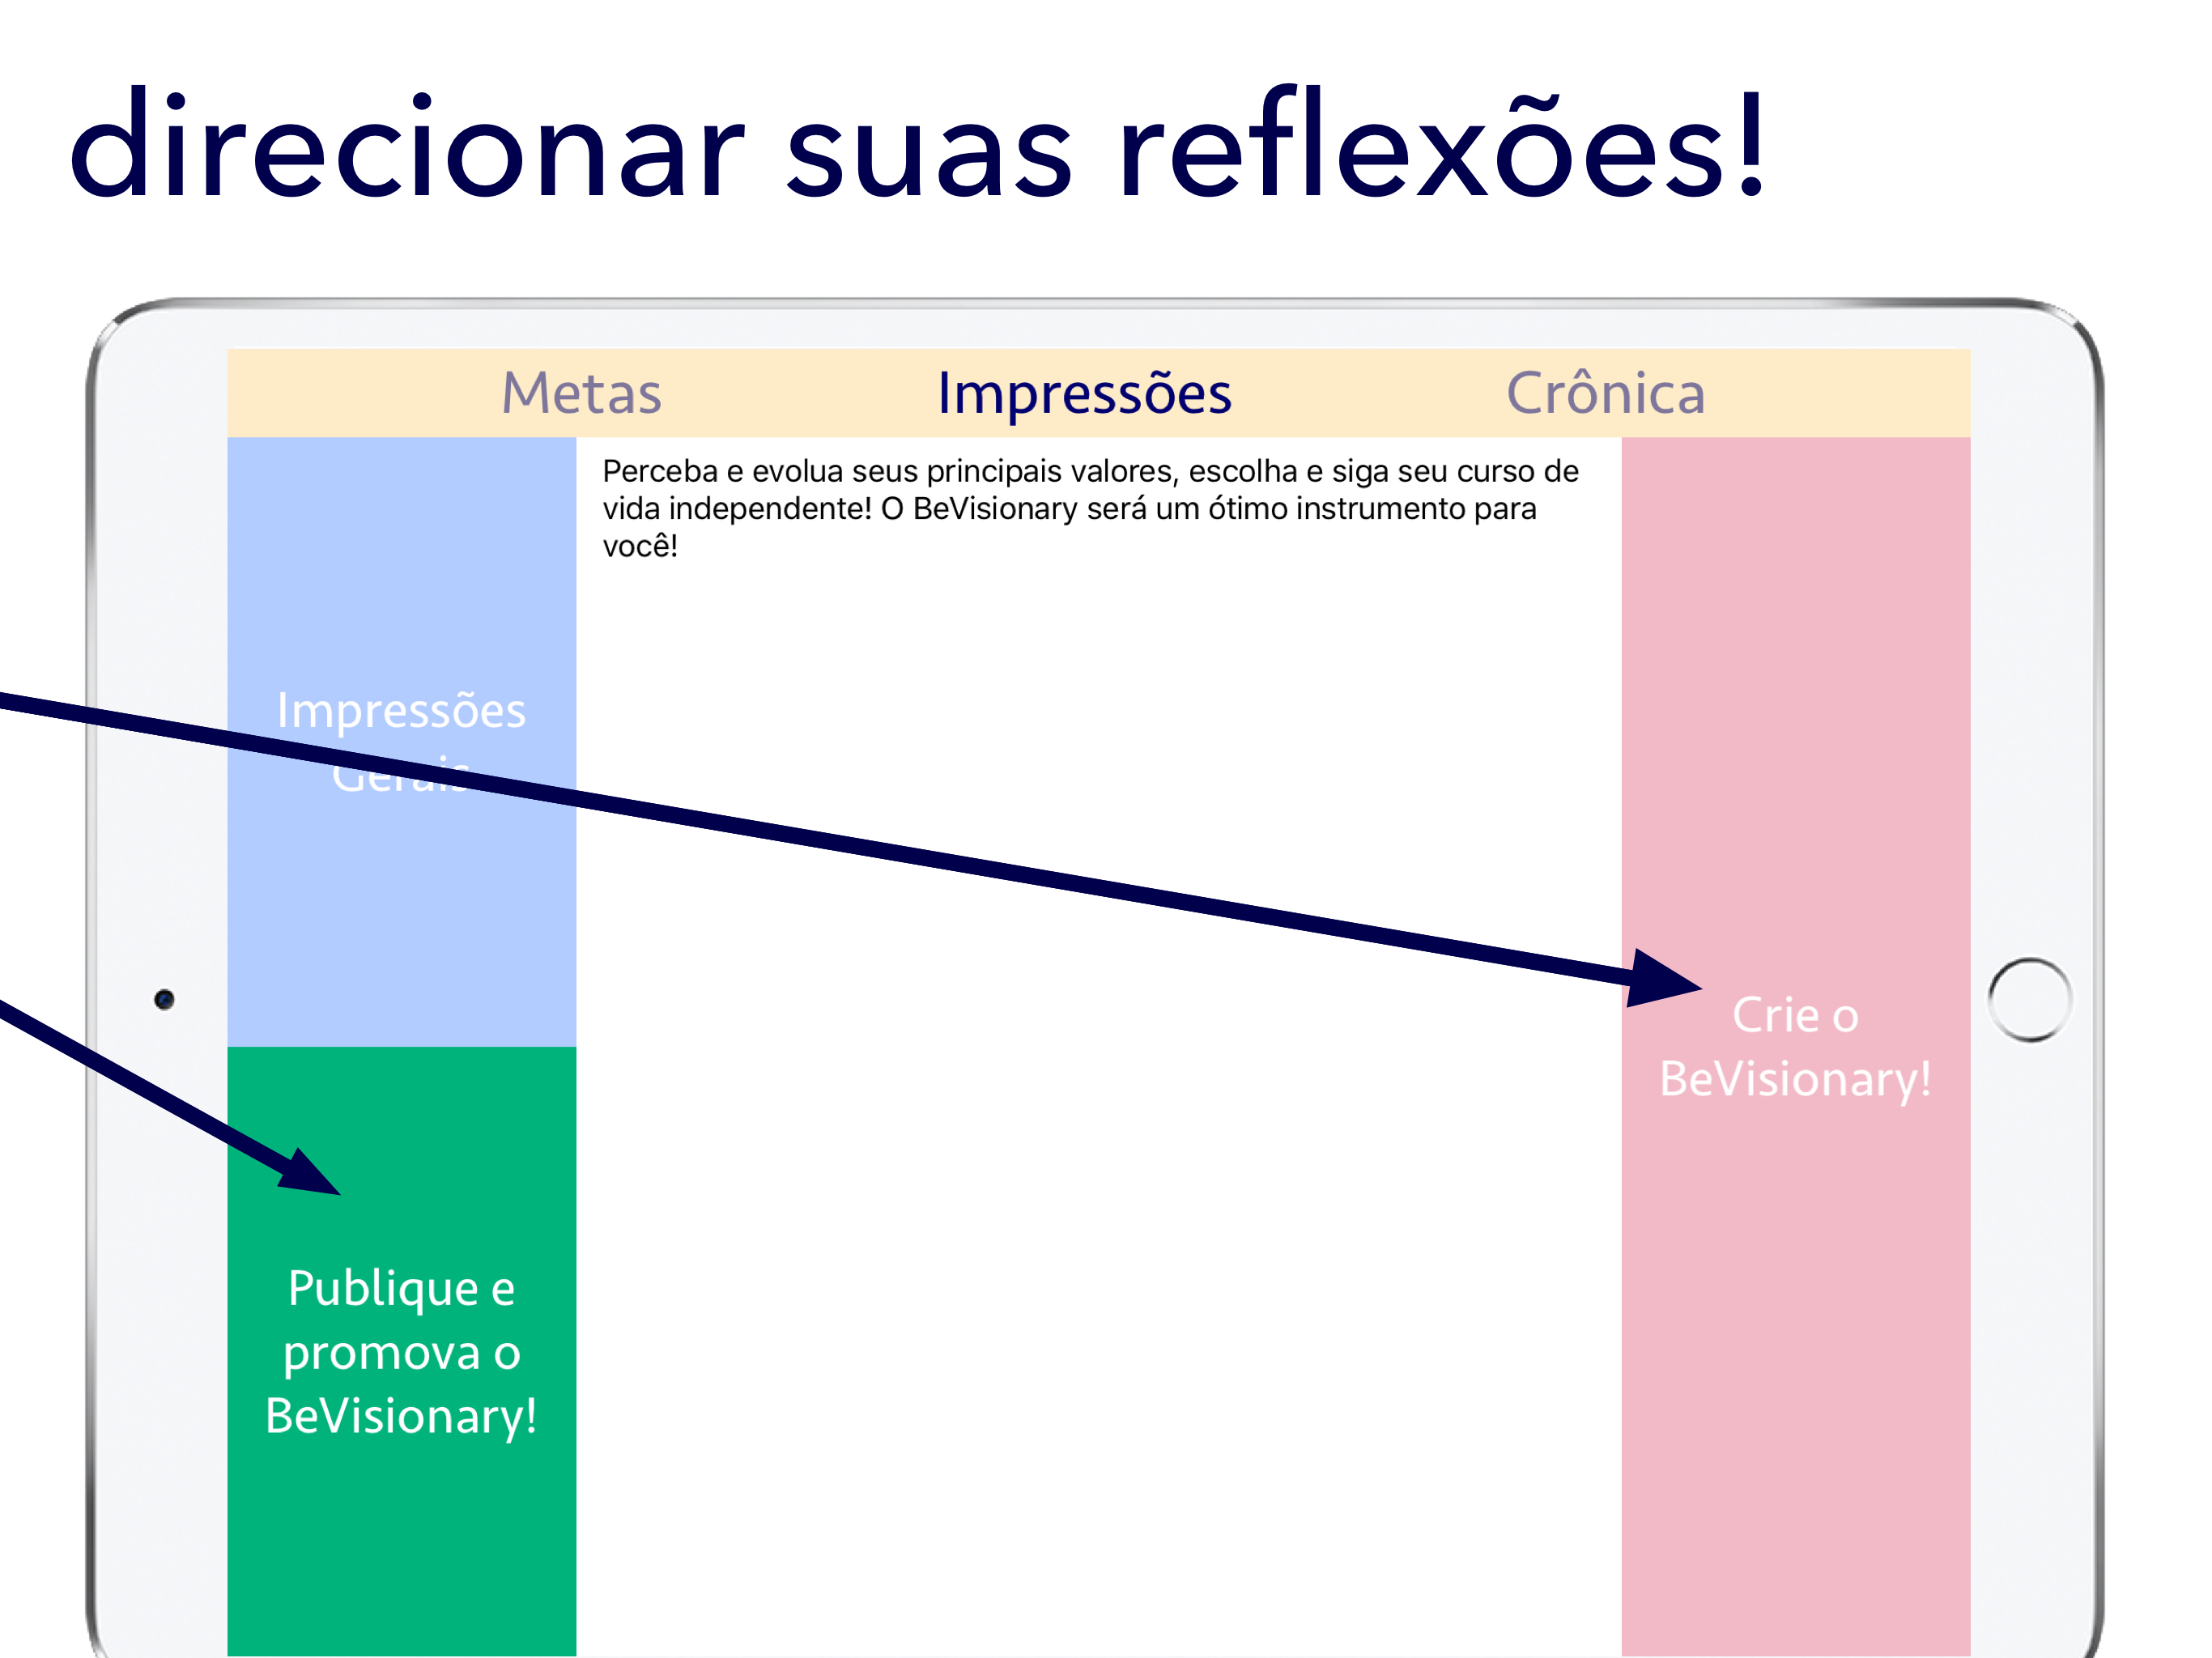 direcionar suas reflexões!
Metas Impressões Crônica
Perceba e evolua seus principais valores, escolha e siga seu curso de
vida independente! O BeVisionary será um ótimo instrumento para
você!
Impressões
Gerais
Crie o
BeVisionary!
Publique e
promova o
BeVisionary!